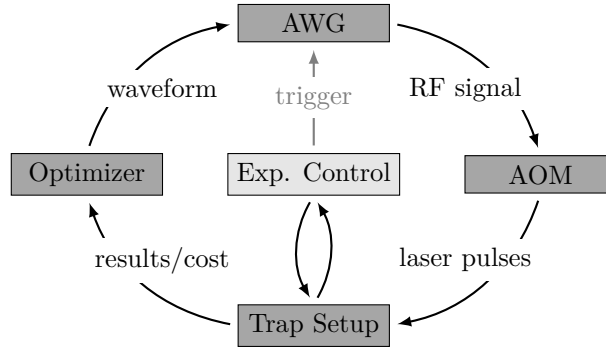 AWG
waveform
RF signal
trigger
Optimizer
Exp. Control
AOM
results/cost
laser pulses
Trap Setup